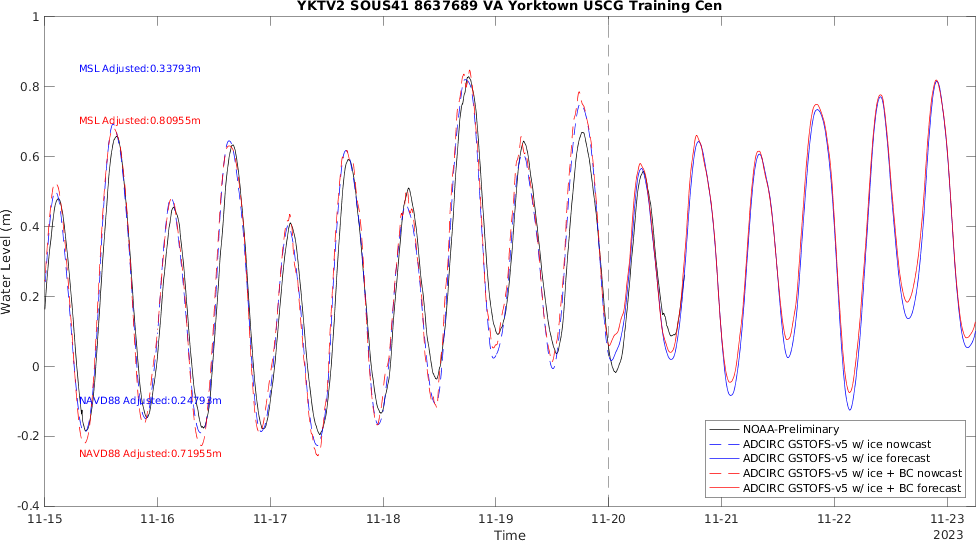 YKTV2 SOUS41 8637689 VA Yorktown USCG Training Cen
1
0.8
0.6
0.4
0.2
0
-0.2
-0.4
Water Level (m)
MSL Adjusted:0.33793m
MSL Adjusted:0.80955m
NAVD88 Adjusted:0.24793m
NAVD88 Adjusted:0.71955m
NOAA-Preliminary
ADCIRC GSTOFS-v5 w/ ice nowcast
ADCIRC GSTOFS-v5 w/ ice forecast
ADCIRC GSTOFS-v5 w/ ice + BC nowcast
ADCIRC GSTOFS-v5 w/ ice + BC forecast
11-15 11-16 11-17 11-18 11-19 11-20 11-21 11-22 11-23
Time
2023